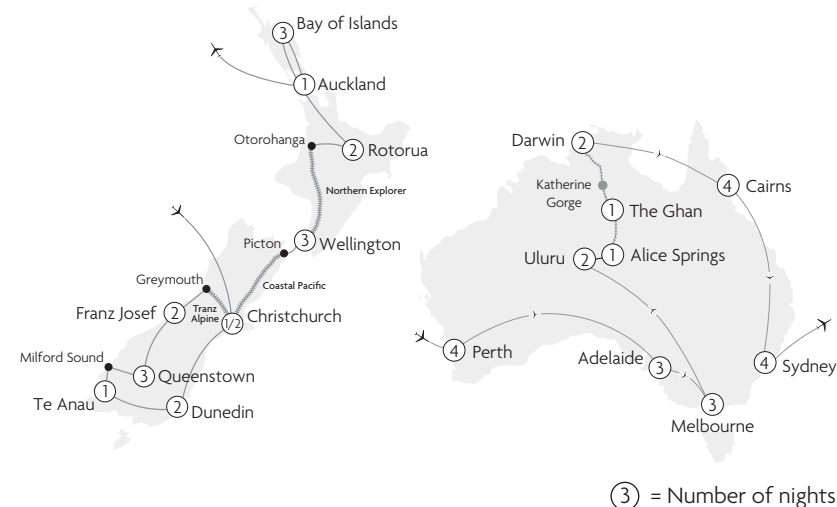 3 Bay of Islands
1 Auckland
Otorohanga
2 Rotorua
Northern Explorer
3 Wellington
Picton
Coastal Pacific
Greymouth
Franz Josef 2
Tranz
Alpine
1/2 Christchurch
Milford Sound
3 Queenstown
1
Te Anau
2 Dunedin
Darwin 2
4 Cairns
Katherine
Gorge
1 The Ghan
Uluru 2
1 Alice Springs
4 Perth
Adelaide 3
4 Sydney
3
Melbourne
3 = Number of nights